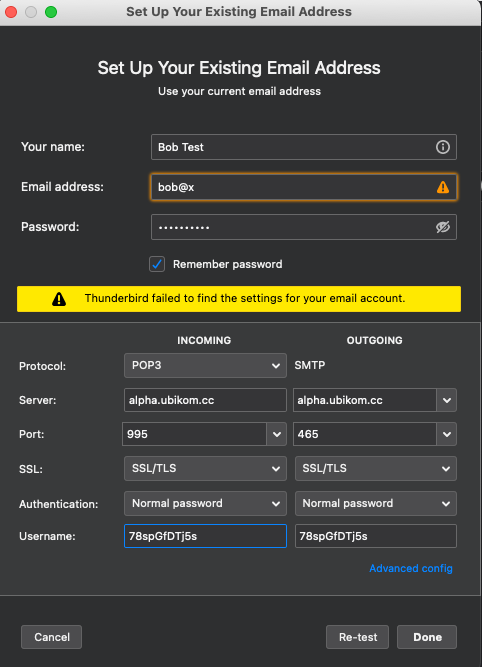 Set Up Your Existing Email Address
Set Up Your Existing Email Address
Use your current email address
Your name: Bob Test
Email address: bob@x
Password: ••••••••••
Remember password
Thunderbird failed to find the settings for your email account.
INCOMING OUTGOING
Protocol: POP3 SMTP
Server: alpha.ubikom.cc alpha.ubikom.cc
Port: 995 465
SSL: SSL/TLS SSL/TLS
Authentication: Normal password Normal password
Username: 78spGfDTj5s 78spGfDTj5s
Advanced config
Cancel Re-test Done